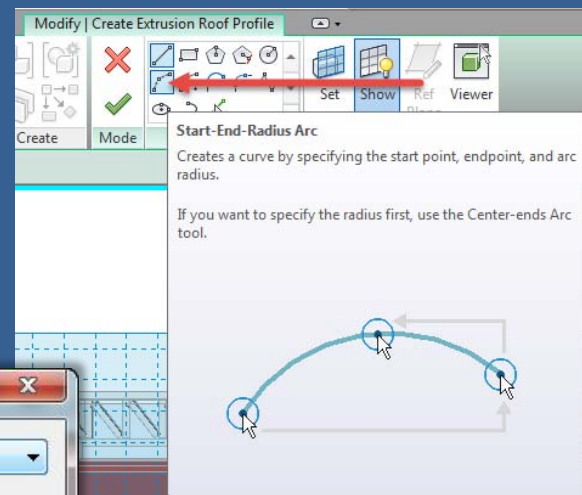 Modify | Create Extrusion Roof Profile
Set Show Ref Viewer
Create Mode
Start-End-Radius Arc
Creates a curve by specifying the start point, endpoint, and arc
radius.
If you want to specify the radius first, use the Center-ends Arc
tool.